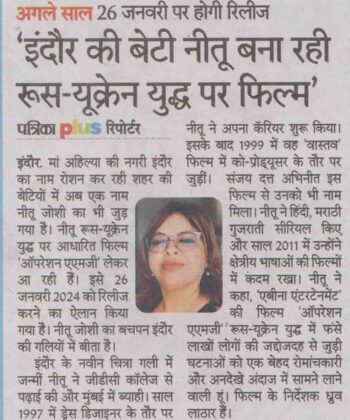 अगले साल 26 जनवरी पर होगी रिलीज
‘इंदौर की बेटी नीतू बना रही
रूस-यूक्रेन युद्ध पर फिल्म’
पत्रिका plus रिपोर्टर
इंदौर. मां अहिल्या की नगरी इंदौर
का नाम रोशन कर रही शहर की
बेटियों में अब एक नाम
नीतू जोशी का भी जुड़
गया है। नीतू रूस-यूक्रेन
युद्ध पर आधारित फिल्म
'ऑपरेशन एएमजी' लेकर
आ रही हैं। इसे 26
जनवरी 2024 को रिलीज
करने का ऐलान किया
गया है। नीतू जोशी का बचपन इंदौर
की गलियों में बीता है।
इंदौर के नवीन चित्रा गली में
जन्मीं नीतू ने जीडीसी कॉलेज से
पढ़ाई की और मुंबई में ब्याही। साल
1997 में ड्रेस डिजाइनर के तौर पर
नीतू ने अपना कॅरियर शुरू किया।
इसके बाद 1999 में वह 'वास्तव'
फिल्म में को-प्रोड्यूसर के तौर पर
जुड़ीं। संजय दत्त अभिनीत इस
फिल्म से उनको भी नाम
मिला। नीतू ने हिंदी, मराठी
गुजराती सीरियल किए
और साल 2011 में उन्होंने
क्षेत्रीय भाषाओं की फिल्मों
में कदम रखा। नीतू ने
कहा, 'एबीना एंटरटेनमेंट
की फिल्म 'ऑपरेशन
एएमजी' रूस-यूक्रेन युद्ध में फसे
लाखों लोगों की जद्दोजहद से जुड़ी
घटनाओं को एक बेहद रोमांचकारी
और अनदेखे अंदाज में सामने लाने
वाली हूं। फिल्म के निर्देशक ध्रुव
लाठार हैं।